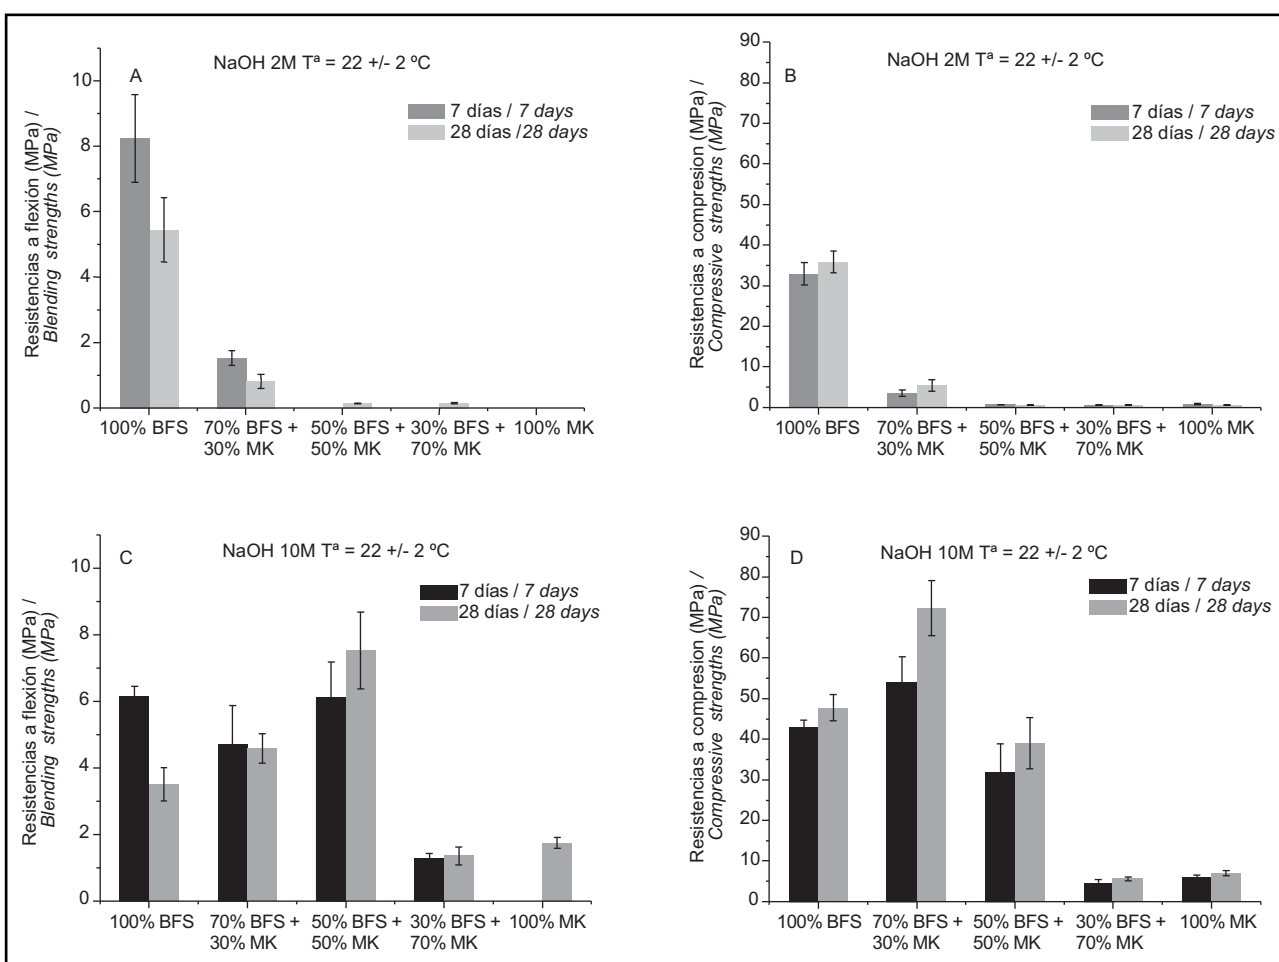 A
NaOH 2M Tª = 22 +/- 2 ºC
7 días / 7 days
28 días /28 days
Resistencias a flexión (MPa) /
Blending strengths (MPa)
10
8
6
4
2
0
100% BFS
70% BFS +
30% MK
50% BFS +
50% MK
30% BFS +
70% MK
100% MK
B
NaOH 2M Tª = 22 +/- 2 ºC
7 días / 7 days
28 días / 28 days
Resistencias a compresion (MPa) /
Compressive strengths (MPa)
90
80
70
60
50
40
30
20
10
0
100% BFS
70% BFS +
30% MK
50% BFS +
50% MK
30% BFS +
70% MK
100% MK
C
NaOH 10M Tª = 22 +/- 2 ºC
7 días / 7 days
28 días / 28 days
Resistencias a flexión (MPa) /
Blending strengths (MPa)
10
8
6
4
2
0
100% BFS
70% BFS +
30% MK
50% BFS +
50% MK
30% BFS +
70% MK
100% MK
D
NaOH 10M Tª = 22 +/- 2 ºC
7 días / 7 days
28 días / 28 days
Resistencias a compresion (MPa) /
Compressive strengths (MPa)
90
80
70
60
50
40
30
20
10
0
100% BFS
70% BFS +
30% MK
50% BFS +
50% MK
30% BFS +
70% MK
100% MK